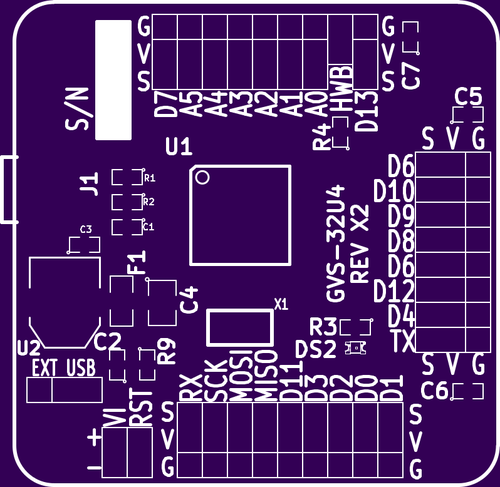 G G
V V
S S
C7
S/N
D7
A5
A4
A3
A2
A1
A0
HWB
D13
C5
R4
U1
S V G
J1
R1
R2
C1
C3
D6
D10
D9
D8
D6
D12
D4
TX
GVS-32U4
REV X2
F1
C4
X1
R3
DS2
U2
C2
R9
EXT USB
S V G
C6
RX
SCK
MOSI
MISO
D11
D3
D2
D0
D1
VI
RST
+
-
S S
V V
G G